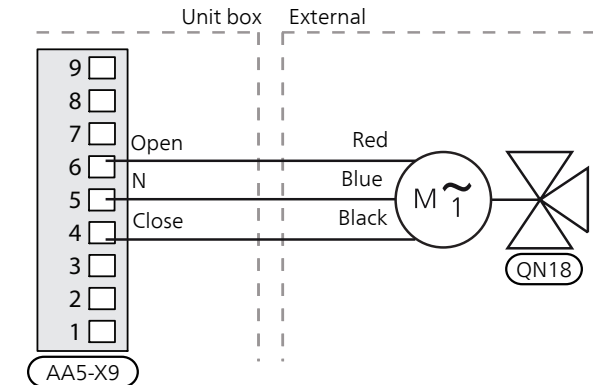 Unit box External
9
8
7
6 Open Red
5 N Blue
4 Close Black
3
2
1
M ~ 1
QN18
AA5-X9